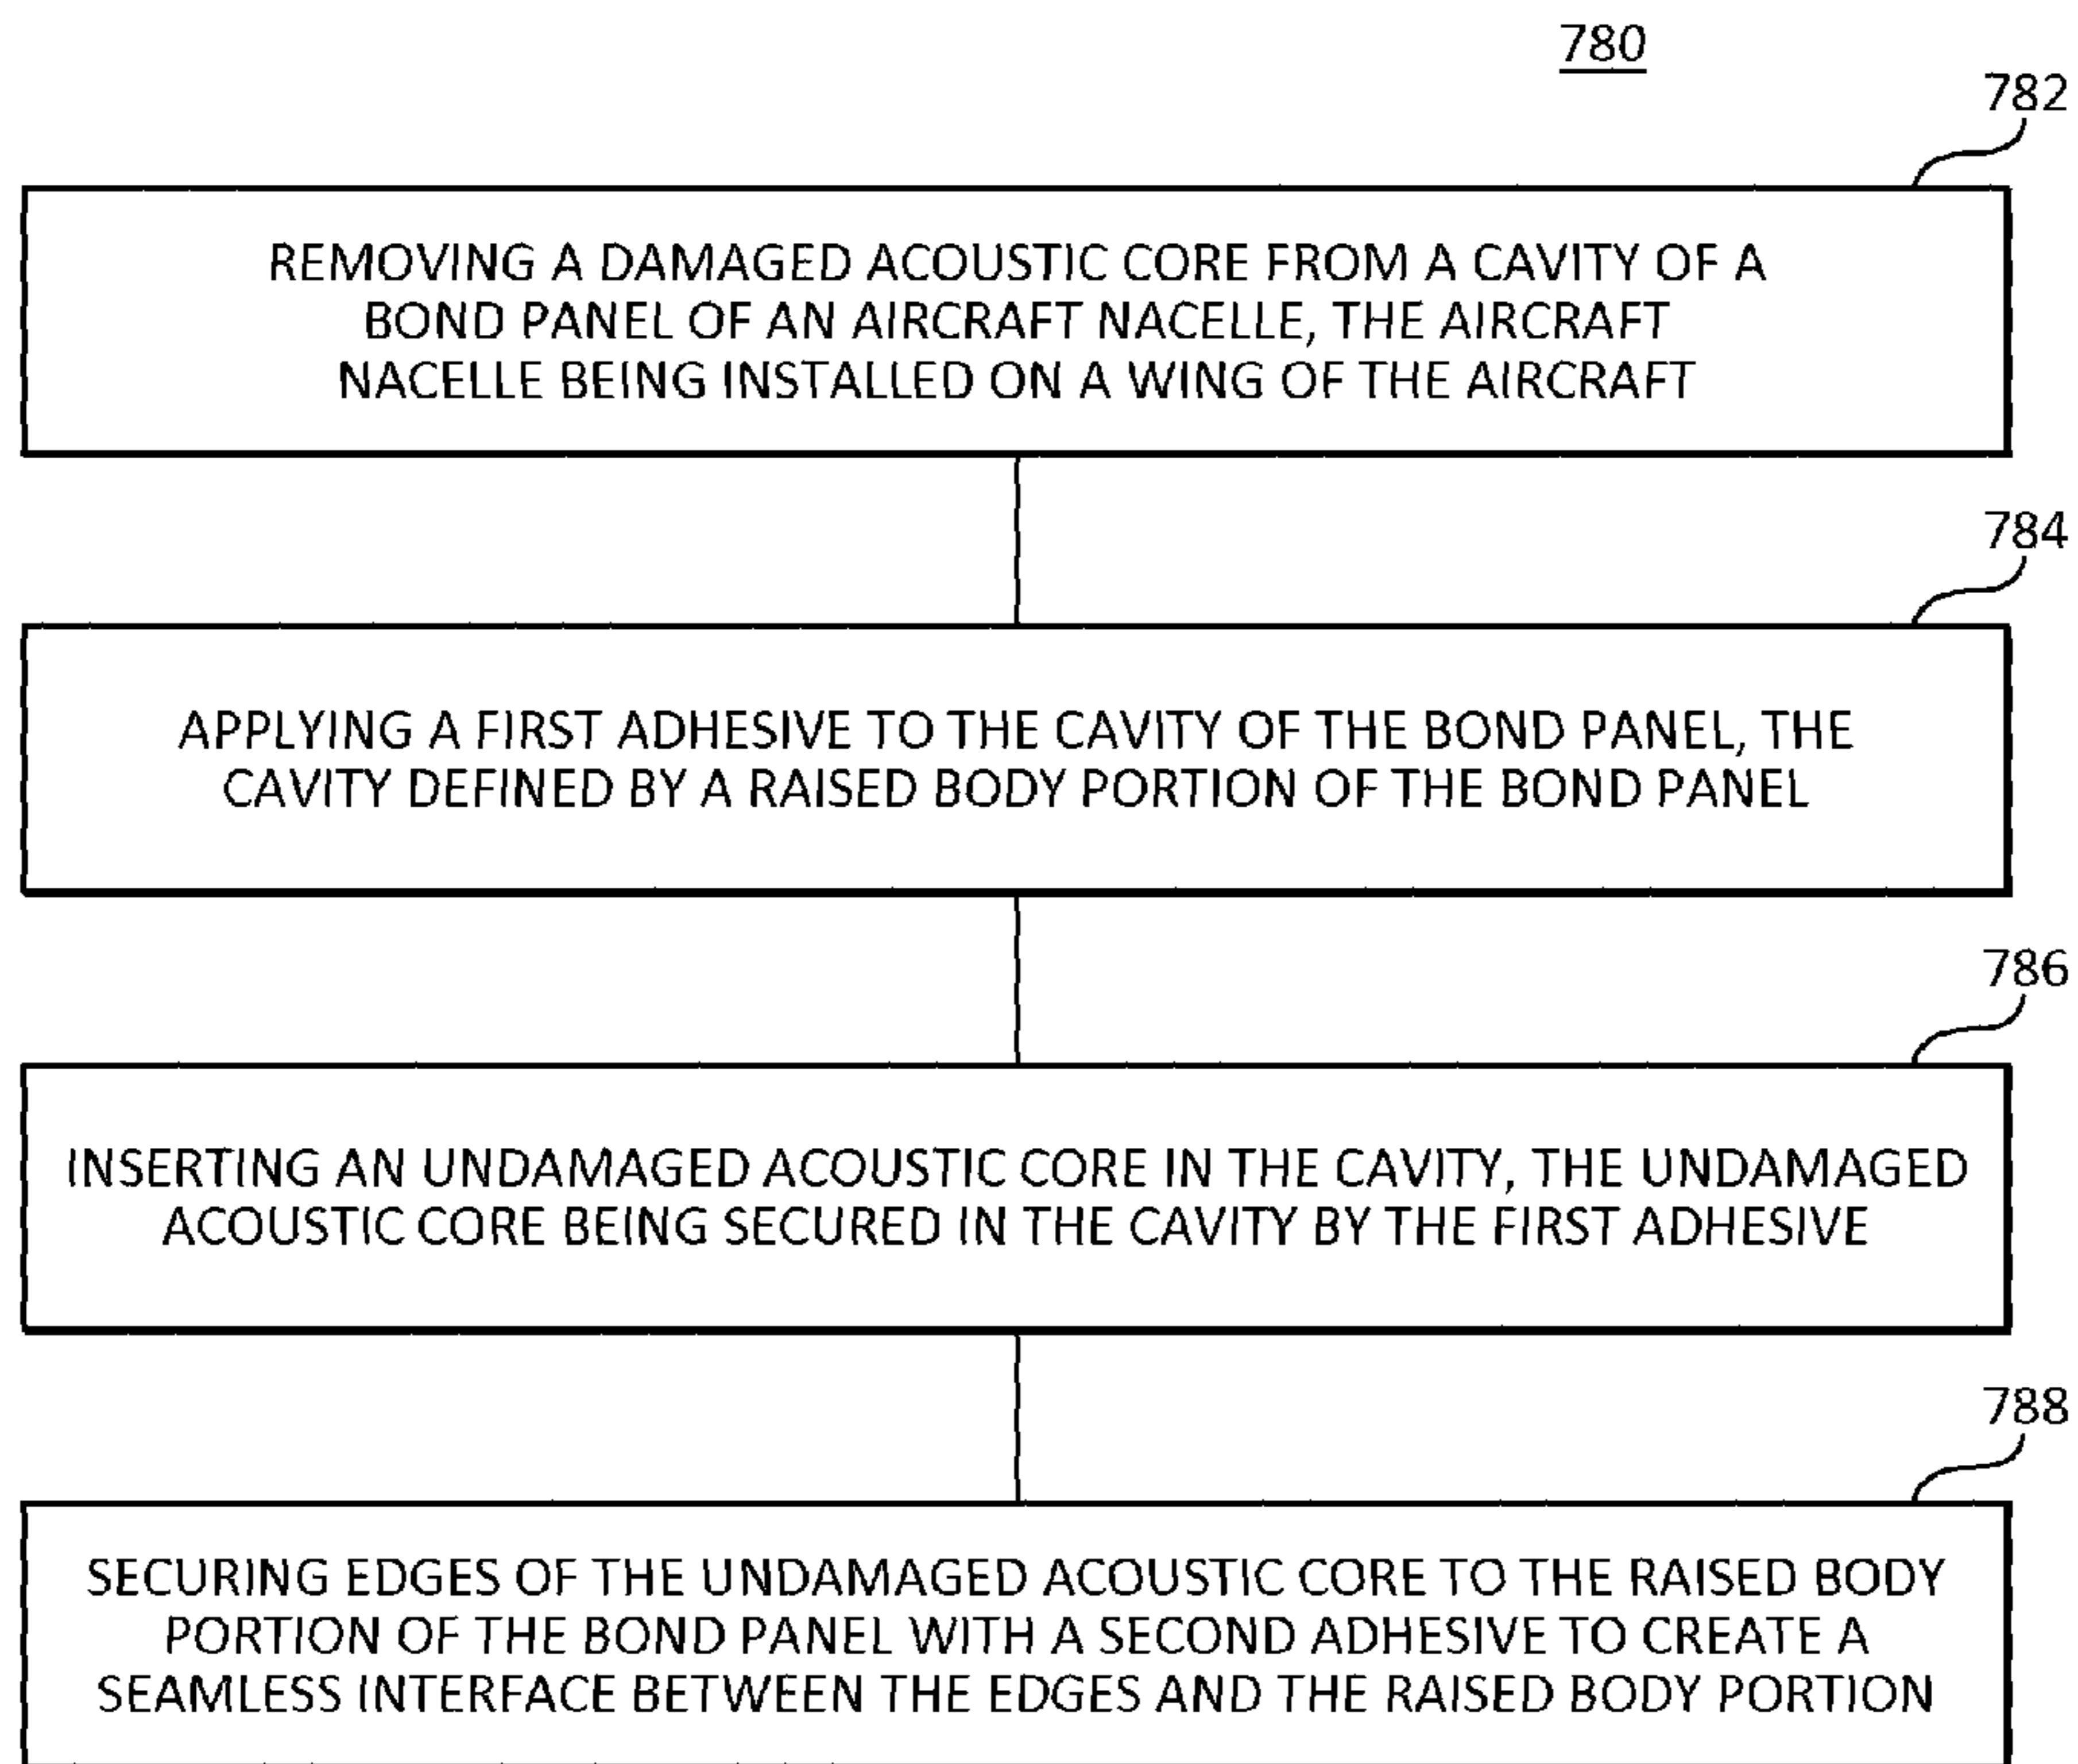 780
782
REMOVING A DAMAGED ACOUSTIC CORE FROM A CAVITY OF A
BOND PANEL OF AN AIRCRAFT NACELLE, THE AIRCRAFT
NACELLE BEING INSTALLED ON A WING OF THE AIRCRAFT
784
APPLYING A FIRST ADHESIVE TO THE CAVITY OF THE BOND PANEL, THE
CAVITY DEFINED BY A RAISED BODY PORTION OF THE BOND PANEL
786
INSERTING AN UNDAMAGED ACOUSTIC CORE IN THE CAVITY, THE UNDAMAGED
ACOUSTIC CORE BEING SECURED IN THE CAVITY BY THE FIRST ADHESIVE
788
SECURING EDGES OF THE UNDAMAGED ACOUSTIC CORE TO THE RAISED BODY
PORTION OF THE BOND PANEL WITH A SECOND ADHESIVE TO CREATE A
SEAMLESS INTERFACE BETWEEN THE EDGES AND THE RAISED BODY PORTION